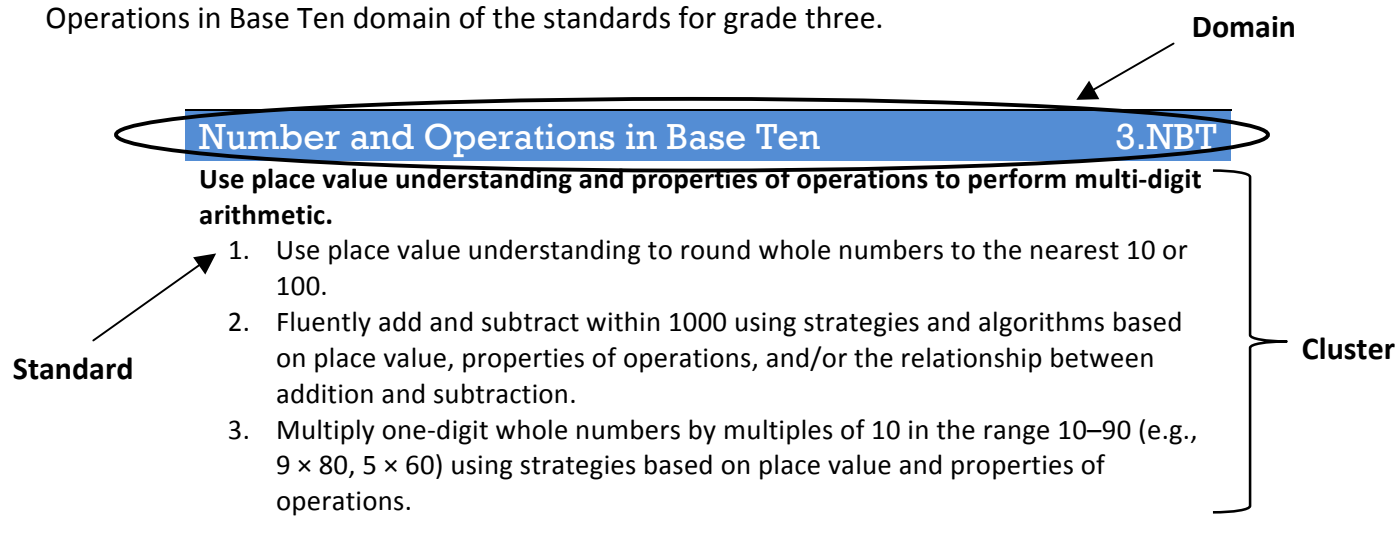 Operations in Base Ten domain of the standards for grade three.
Domain
Number and Operations in Base Ten 3.NBT
Use place value understanding and properties of operations to perform multi-digit
arithmetic.
1. Use place value understanding to round whole numbers to the nearest 10 or
100.
2. Fluently add and subtract within 1000 using strategies and algorithms based
on place value, properties of operations, and/or the relationship between
addition and subtraction.
3. Multiply one-digit whole numbers by multiples of 10 in the range 10–90 (e.g.,
9 × 80, 5 × 60) using strategies based on place value and properties of
operations.
Standard
Cluster